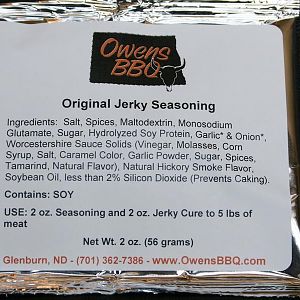 Owens
BBQ
Original Jerky Seasoning
Ingredients: Salt, Spices, Maltodextrin, Monosodium
Glutamate, Sugar, Hydrolyzed Soy Protein, Garlic* & Onion*,
Worcestershire Sauce Solids (Vinegar, Molasses, Corn
Syrup, Salt, Caramel Color, Garlic Powder, Sugar, Spices,
Tamarind, Natural Flavor), Natural Hickory Smoke Flavor,
Soybean Oil, less than 2% Silicon Dioxide (Prevents Caking).
Contains: SOY
USE: 2 oz. Seasoning and 2 oz. Jerky Cure to 5 lbs of
meat
Net Wt. 2 oz. (56 grams)
Glenburn, ND - (701) 362-7386 - www.OwensBBQ.com